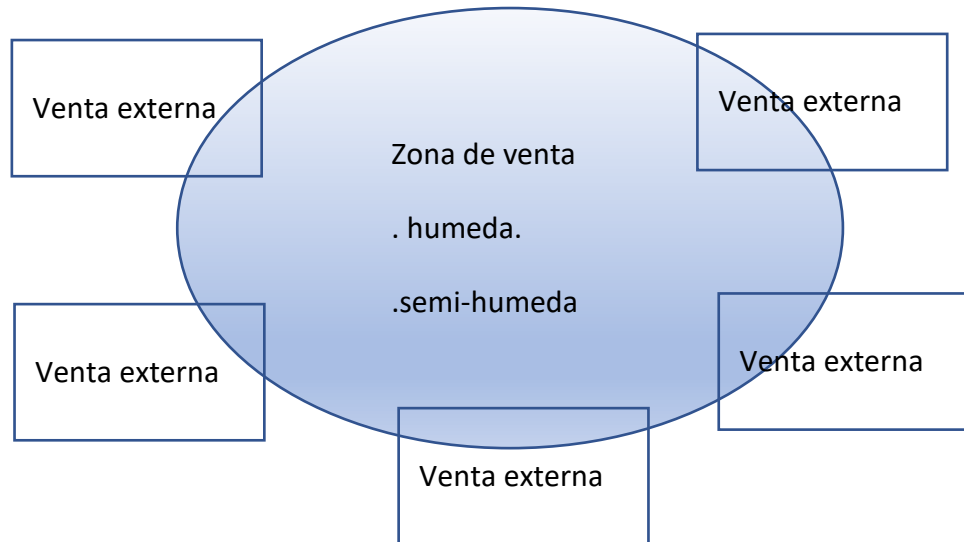 Venta externa
Venta externa
Zona de venta
. humeda.
.semi-humeda
Venta externa
Venta externa
Venta externa